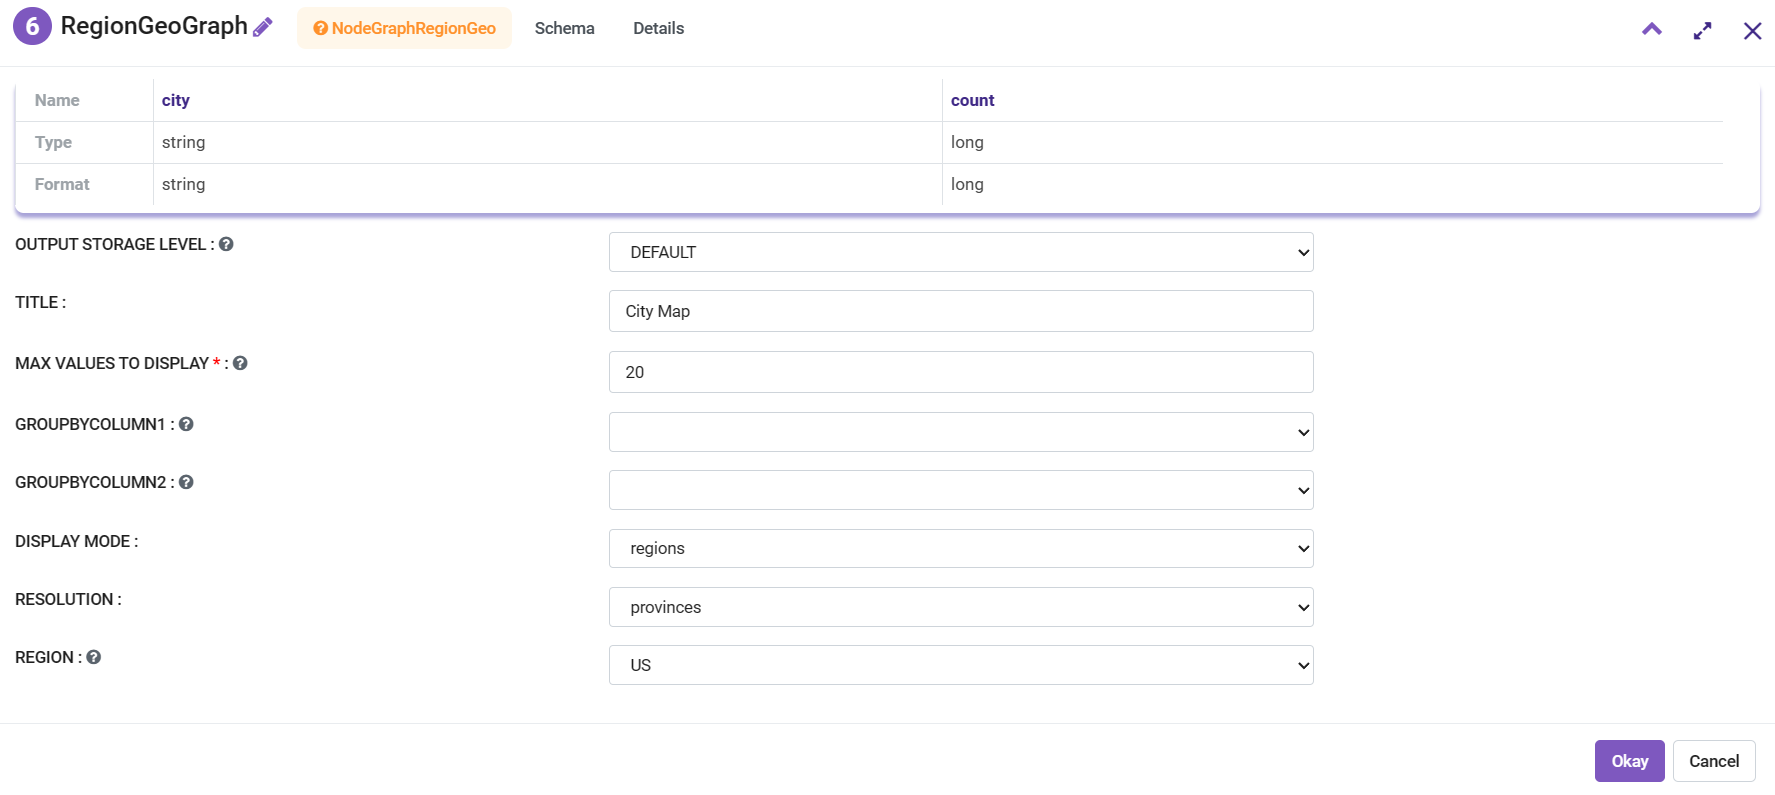 6 RegionGeoGraph NodeGraphRegionGeo Schema Details
Name city count
Type string long
Format string long
OUTPUT STORAGE LEVEL : DEFAULT
TITLE : City Map
MAX VALUES TO DISPLAY * : 20
GROUPBYCOLUMN1 :
GROUPBYCOLUMN2 :
DISPLAY MODE : regions
RESOLUTION : provinces
REGION : US
Okay Cancel